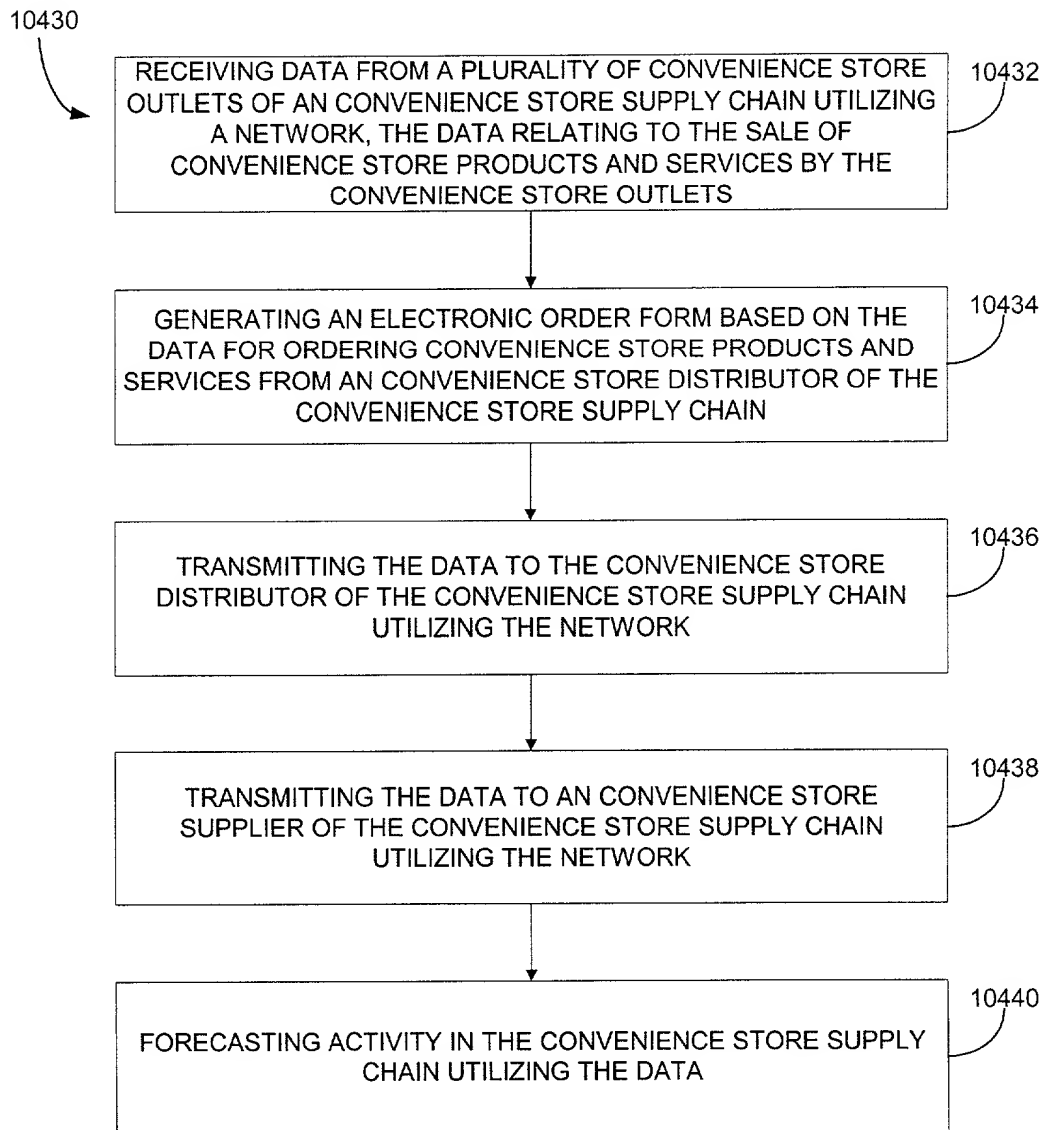 10430
RECEIVING DATA FROM A PLURALITY OF CONVENIENCE STORE
OUTLETS OF AN CONVENIENCE STORE SUPPLY CHAIN UTILIZING
A NETWORK, THE DATA RELATING TO THE SALE OF
CONVENIENCE STORE PRODUCTS AND SERVICES BY THE
CONVENIENCE STORE OUTLETS
10432
GENERATING AN ELECTRONIC ORDER FORM BASED ON THE
DATA FOR ORDERING CONVENIENCE STORE PRODUCTS AND
SERVICES FROM AN CONVENIENCE STORE DISTRIBUTOR OF THE
CONVENIENCE STORE SUPPLY CHAIN
10434
TRANSMITTING THE DATA TO THE CONVENIENCE STORE
DISTRIBUTOR OF THE CONVENIENCE STORE SUPPLY CHAIN
UTILIZING THE NETWORK
10436
TRANSMITTING THE DATA TO AN CONVENIENCE STORE
SUPPLIER OF THE CONVENIENCE STORE SUPPLY CHAIN
UTILIZING THE NETWORK
10438
FORECASTING ACTIVITY IN THE CONVENIENCE STORE SUPPLY
CHAIN UTILIZING THE DATA
10440